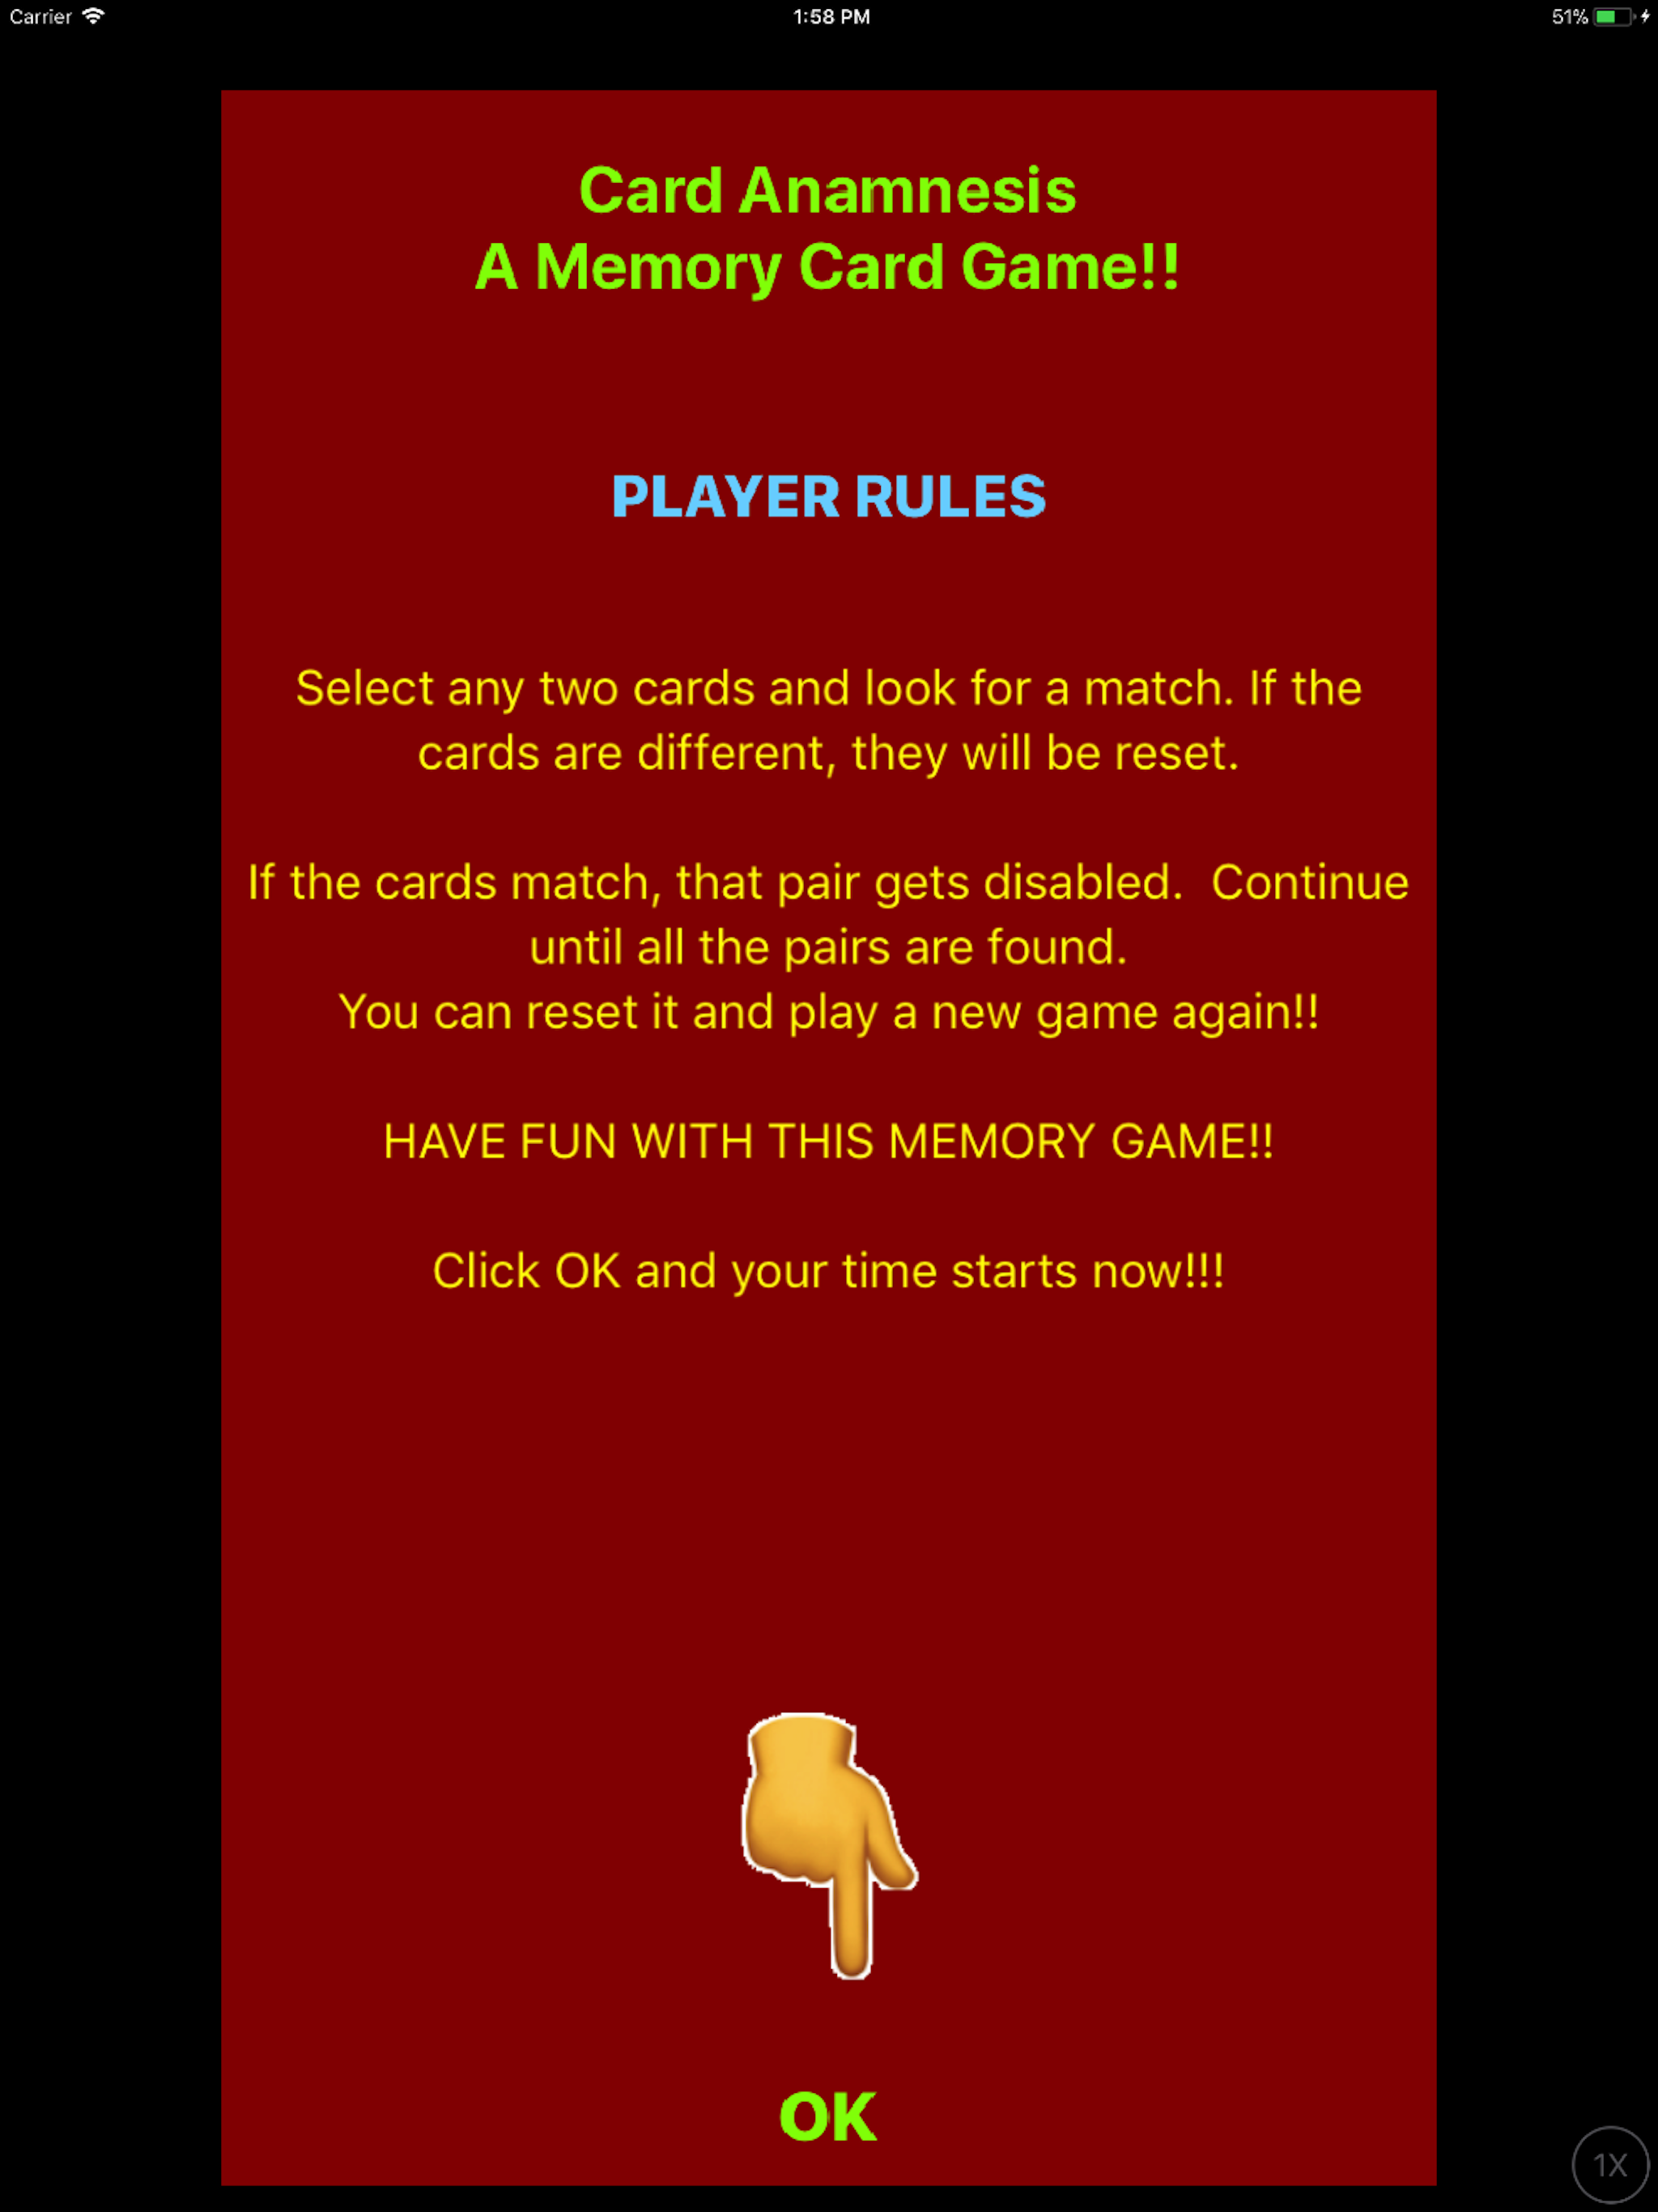 Carrier
1:58 PM
51%
Card Anamnesis
A Memory Card Game!!
PLAYER RULES
Select any two cards and look for a match. If the
cards are different, they will be reset.
If the cards match, that pair gets disabled.  Continue
until all the pairs are found.
You can reset it and play a new game again!!
HAVE FUN WITH THIS MEMORY GAME!!
Click OK and your time starts now!!!
OK
1X